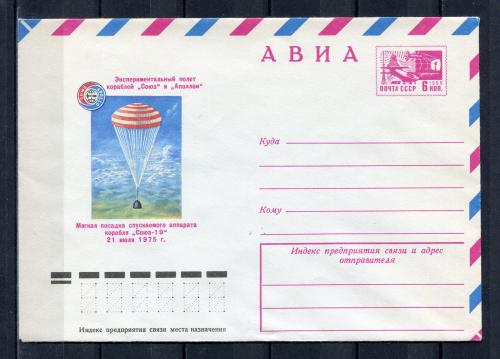 АВИА
Экспериментальный полет
кораблей „Союз" и „Аполлон"
1966
ПОЧТА СССР 6 КОП.
Куда
Кому
Мягкая посадка спускаемого аппарата
корабля „Союз-19"
21 июля 1975 г.
Индекс предприятия связи и адрес
отправителя
Индекс предприятия связи места назначения